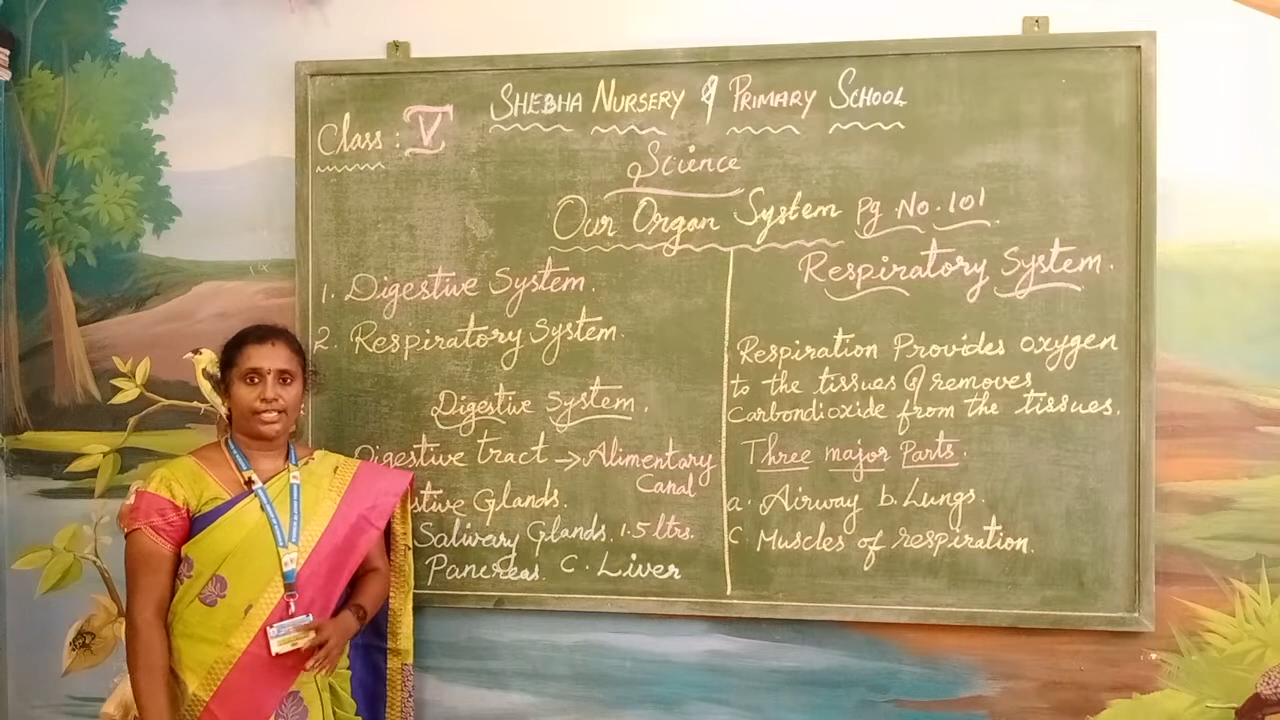 SHEBHA NURSERY & PRIMARY SCHOOL
Class : V
Science
Our Organ System Pg.No.101
1. Digestive System.
2. Respiratory System.
Digestive System.
Digestive tract → Alimentary
Canal
stive Glands.
Salivary Glands. 1.5 ltrs.
Pancreas. C. Liver
Respiratory System.
Respiration Provides oxygen
to the tissues & removes
Carbondioxide from the tissues.
Three major Parts.
a. Airway b. Lungs.
C. Muscles of respiration.